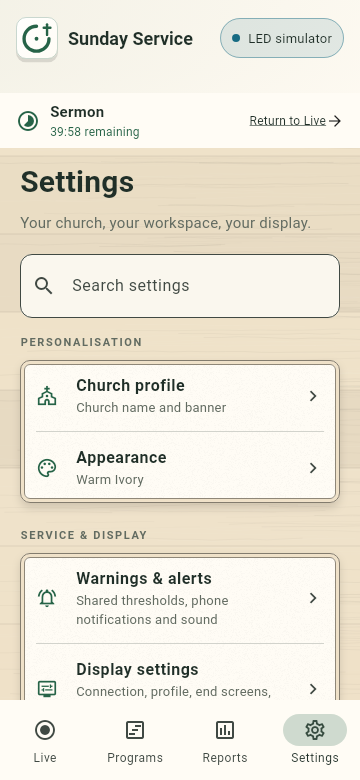 Sunday Service
LED simulator
Sermon
39:58 remaining
Return to Live
Settings
Your church, your workspace, your display.
Search settings
PERSONALISATION
Church profile
Church name and banner
Appearance
Warm Ivory
SERVICE & DISPLAY
Warnings & alerts
Shared thresholds, phone
notifications and sound
Display settings
Connection, profile, end screens,
Live
Programs
Reports
Settings